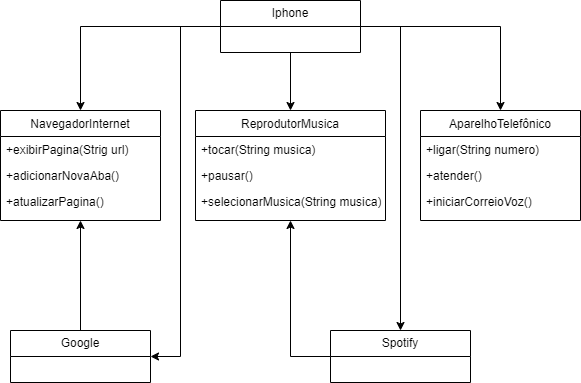 Iphone
NavegadorInternet
+exibirPagina(Strig url)
+adicionarNovaAba()
+atualizarPagina()
ReprodutorMusica
+tocar(String musica)
+pausar()
+selecionarMusica(String musica)
AparelhoTelefônico
+ligar(String numero)
+atender()
+iniciarCorreioVoz()
Google
Spotify